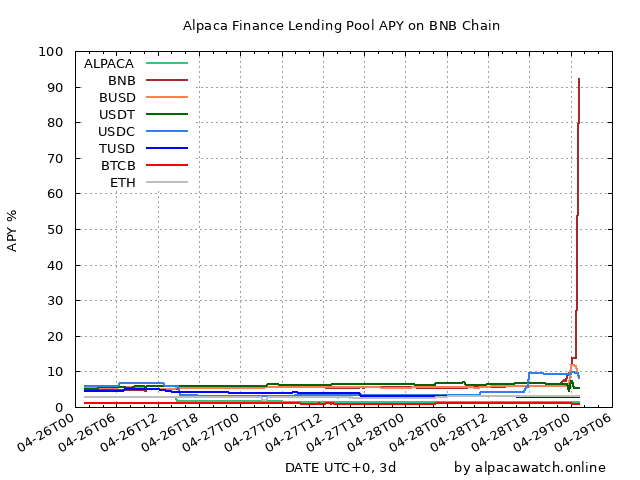 Alpaca Finance Lending Pool APY on BNB Chain
APY %
100
90
80
70
60
50
40
30
20
10
0
ALPACA
BNB
BUSD
USDT
USDC
TUSD
BTCB
ETH
04-26T00
04-26T06
04-26T12
04-26T18
04-27T00
04-27T06
04-27T12
04-27T18
04-28T00
04-28T06
04-28T12
04-28T18
04-29T00
04-29T06
DATE UTC+0, 3d
by alpacawatch.online